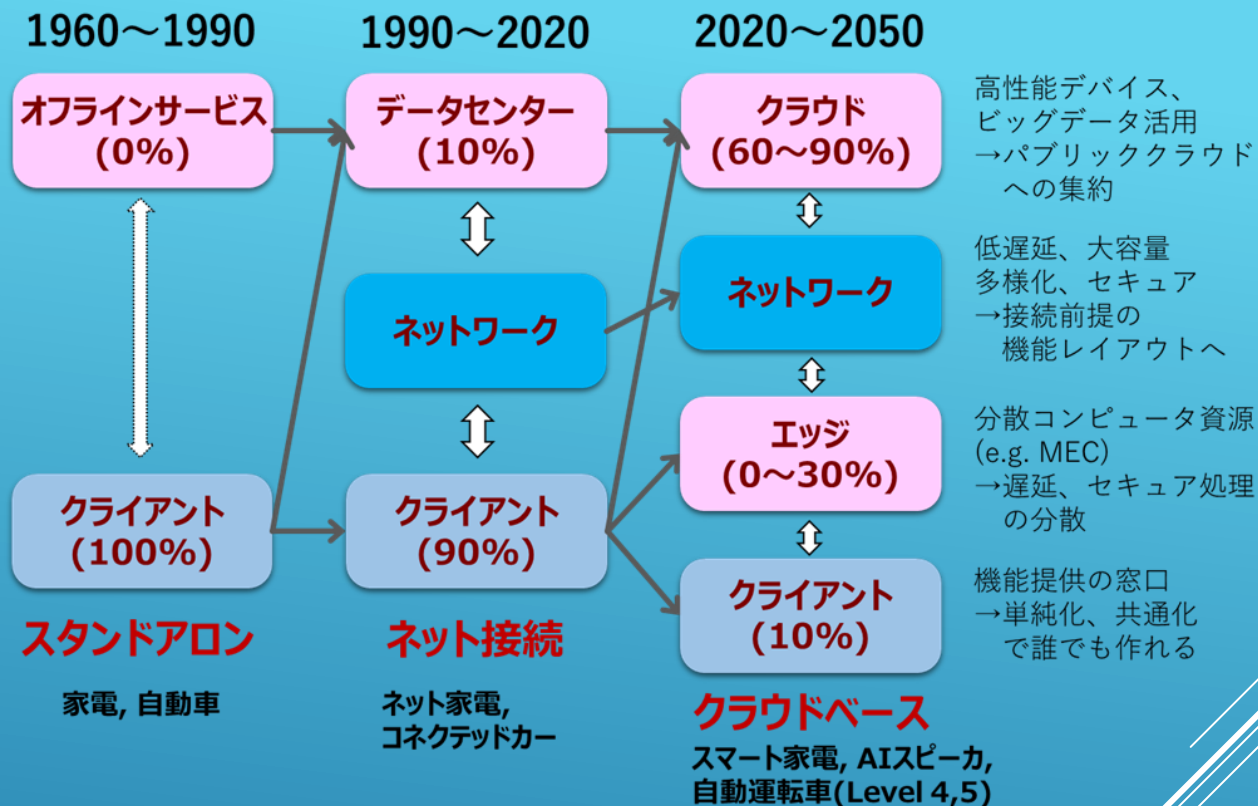 1960～1990
1990～2020
2020～2050
オフラインサービス
(0%)
データセンター
(10%)
クラウド
(60～90%)
高性能デバイス、
ビッグデータ活用
→パブリッククラウド
への集約
ネットワーク
ネットワーク
低遅延、大容量
多様化、セキュア
→接続前提の
機能レイアウトへ
エッジ
(0～30%)
分散コンピュータ資源
(e.g. MEC)
→遅延、セキュア処理
の分散
クライアント
(100%)
クライアント
(90%)
クライアント
(10%)
機能提供の窓口
→単純化、共通化
で誰でも作れる
スタンドアロン
家電, 自動車
ネット接続
ネット家電,
コネクテッドカー
クラウドベース
スマート家電, AIスピーカ,
自動運転車(Level 4,5)